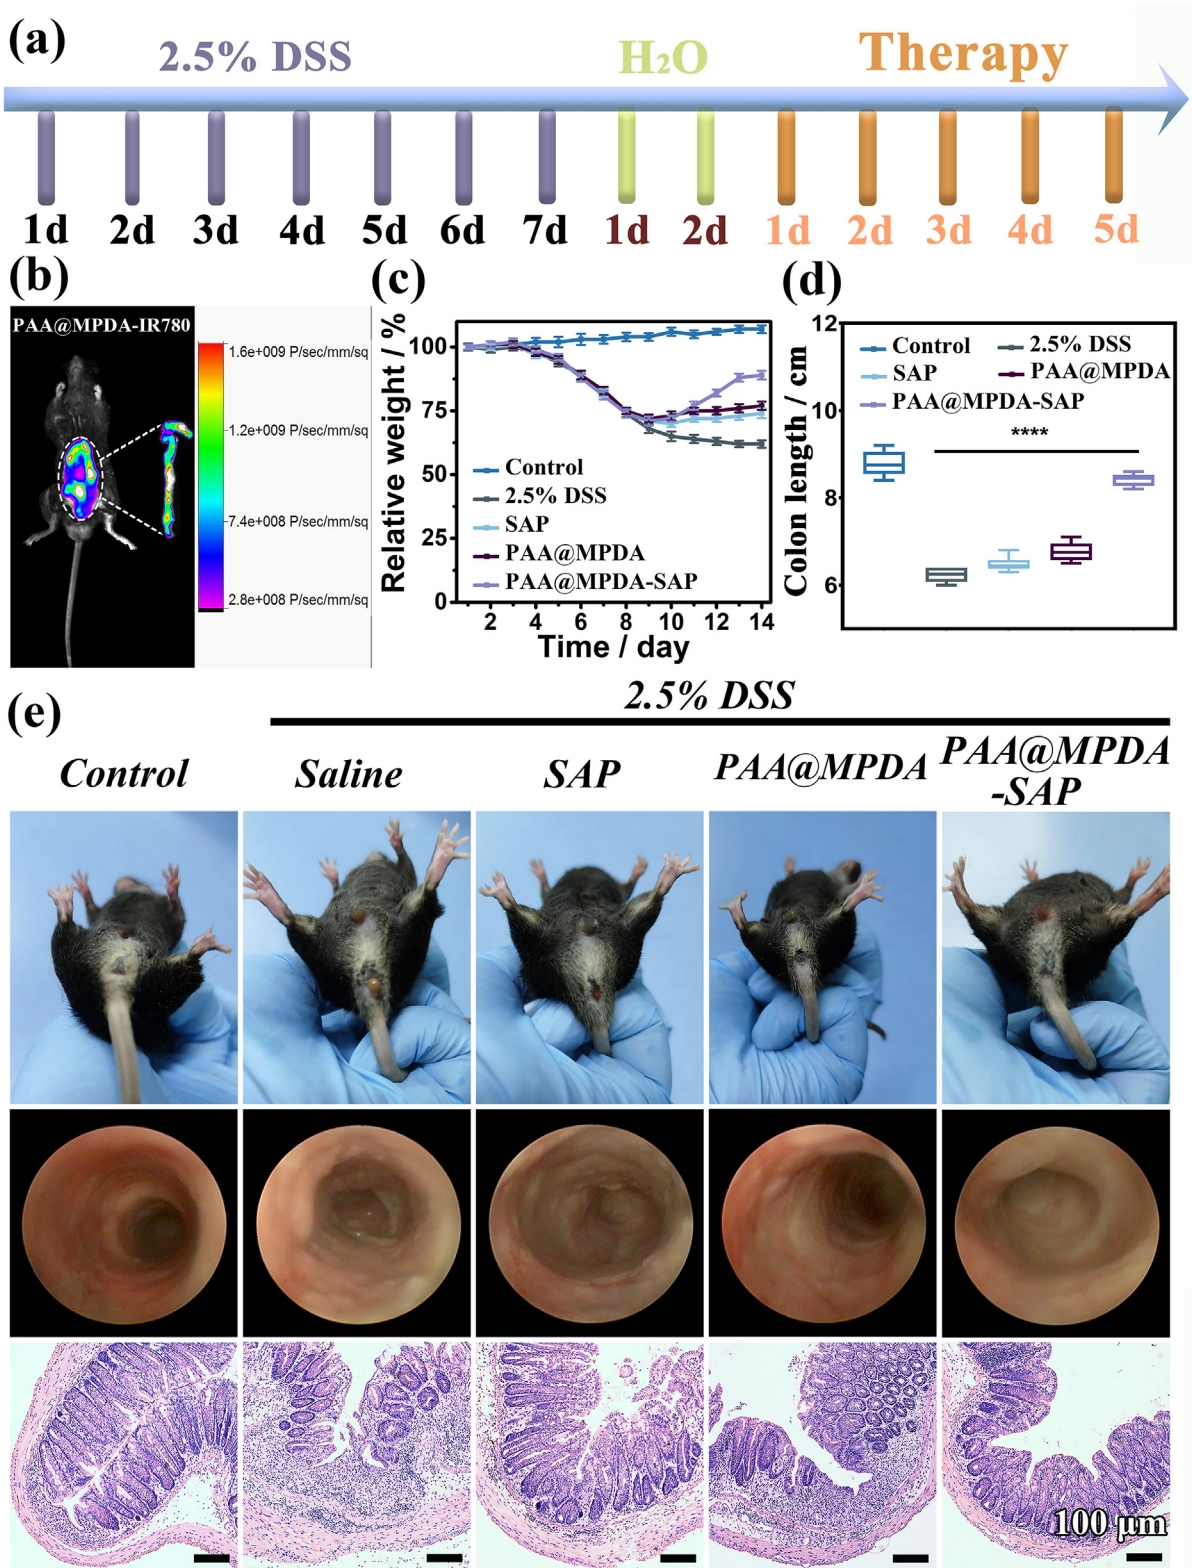 (a)
2.5% DSS H₂O Therapy
1d 2d 3d 4d 5d 6d 7d 1d 2d 1d 2d 3d 4d 5d
(b)
PAA@MPDA-IR780
1.6e+009 P/sec/mm/sq
1.2e+009 P/sec/mm/sq
7.4e+008 P/sec/mm/sq
2.8e+008 P/sec/mm/sq
(c)
Relative weight / %
100
75
50
25
0
Control
2.5% DSS
SAP
PAA@MPDA
PAA@MPDA-SAP
2 4 6 8 10 12 14
Time / day
(d)
Colon length / cm
12
10
8
6
Control 2.5% DSS
SAP PAA@MPDA
PAA@MPDA-SAP
****
(e)
2.5% DSS
Control Saline SAP PAA@MPDA PAA@MPDA
-SAP
100 μm